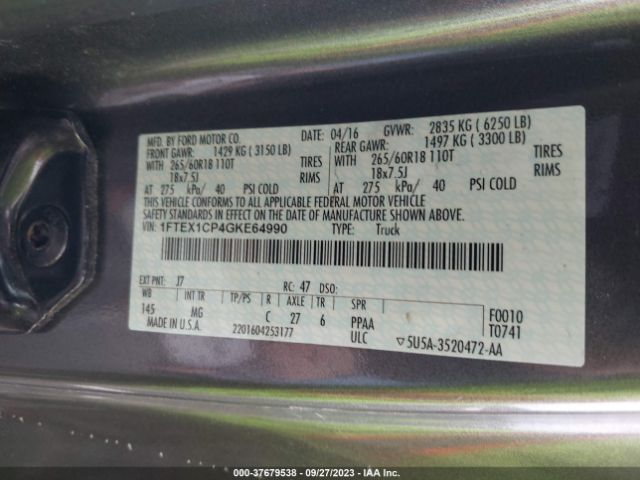 MFD. BY FORD MOTOR CO. DATE: 04/16 GVWR: 2835 KG ( 6250 LB)
FRONT GAWR: 1429 KG ( 3150 LB) REAR GAWR: 1497 KG ( 3300 LB)
WITH 265/60R18 110T TIRES WITH 265/60R18 110T TIRES
18x7.5J RIMS 18x7.5J RIMS
AT 275 kPa/ 40 PSI COLD AT 275 kPa/ 40 PSI COLD
THIS VEHICLE CONFORMS TO ALL APPLICABLE FEDERAL MOTOR VEHICLE
SAFETY STANDARDS IN EFFECT ON THE DATE OF MANUFACTURE SHOWN ABOVE.
VIN: 1FTEX1CP4GKE64990 TYPE: Truck
EXT PNT: J7 RC: 47 DSO:
WB INT TR TP/PS R AXLE TR SPR F0010
145 MG C 27 6 PPAA T0741
MADE IN U.S.A. 2201604253177 ULC 5U5A-3520472-AA
000-37679538 - 09/27/2023 - IAA Inc.